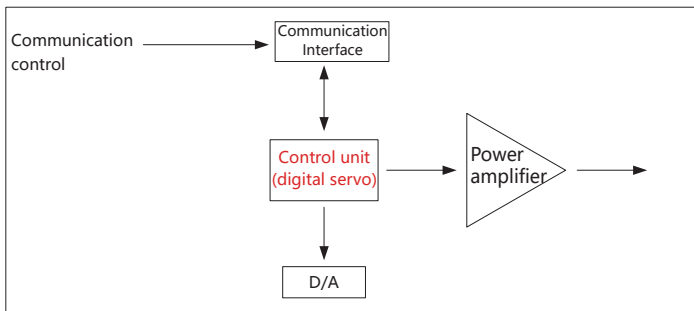 Communication
control
Communication
Interface
Control unit
(digital servo)
Power
amplifier
D/A